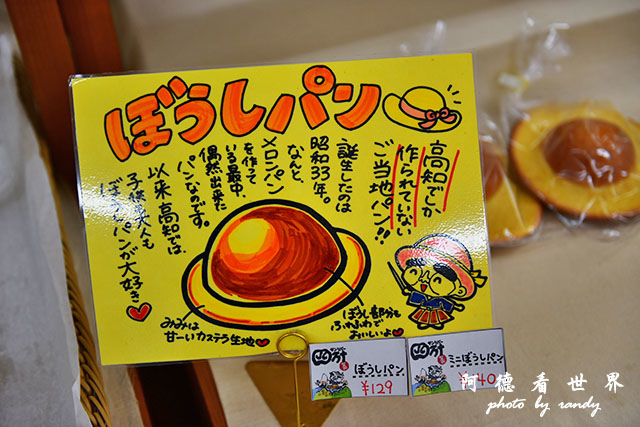 ぼうしパン
高知でしか
作られていない
ご当地パン!!
誕生したのは
昭和33年。
なんと、
メロンパン
を作って
いる最中、
偶然出来た
パンなのです。
以来高知では、
子供も大人も
ぼうしパンが大好き
みみは
甘〜いカステラ生地
ぼうし部分も
ふわふわで
おいしいよ
ぼうしパン
¥129
ミニぼうしパン
阿德看世界
photo by randy